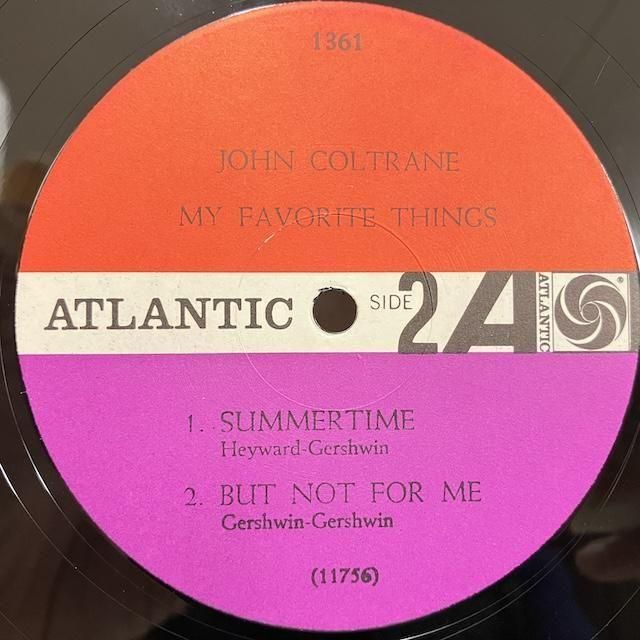 1361
JOHN COLTRANE
MY FAVORITE THINGS
ATLANTIC SIDE 2 A ATLANTIC ®
1. SUMMERTIME
Heyward-Gershwin
2. BUT NOT FOR ME
Gershwin-Gershwin
(11756)